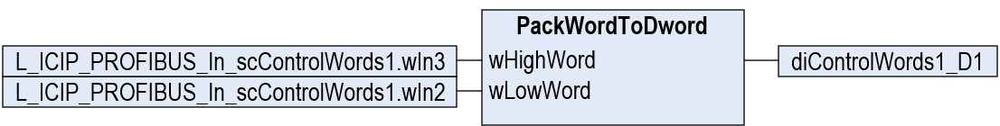 PackWordToDword
L_ICIP_PROFIBUS_In_scControlWords1.wIn3
wHighWord
diControlWords1_D1
L_ICIP_PROFIBUS_In_scControlWords1.wIn2
wLowWord